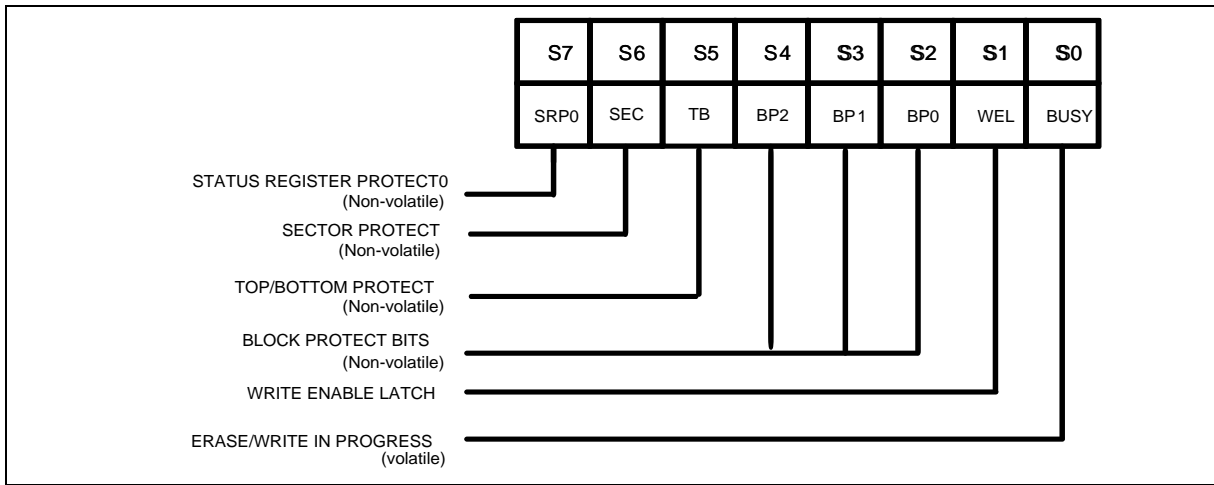 S7 S6 S5 S4 S3 S2 S1 S0
SRP0 SEC TB BP2 BP1 BP0 WEL BUSY
STATUS REGISTER PROTECT0
(Non-volatile)
SECTOR PROTECT
(Non-volatile)
TOP/BOTTOM PROTECT
(Non-volatile)
BLOCK PROTECT BITS
(Non-volatile)
WRITE ENABLE LATCH
ERASE/WRITE IN PROGRESS
(volatile)